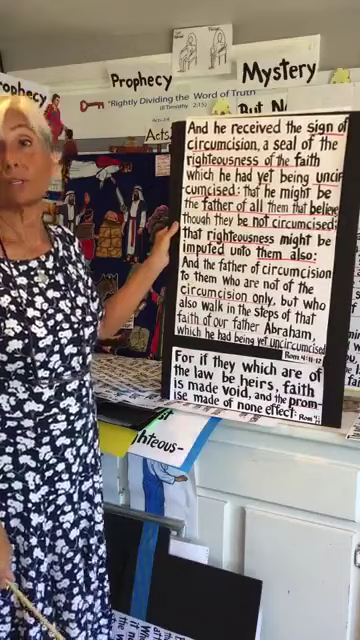 Prophecy
Mystery
rophecy
"Rightly Dividing the Word of Truth
(II Timothy 2:15)
But N
Acts
And he received the sign of
circumcision, a seal of the
righteousness of the faith
which he had yet being uncir-
cumcised: that he might be
the father of all them that believe
though they be not circumcised;
that righteousness might be
imputed unto them also:
And the father of circumcision
to them who are not of the
circumcision only, but who
also walk in the steps of that
faith of our father Abraham,
which he had being yet uncircumcised
Rom 4:11-12
For if they which are of
the law be heirs, faith
is made void, and the prom-
ise made of none effect:
ighteous-